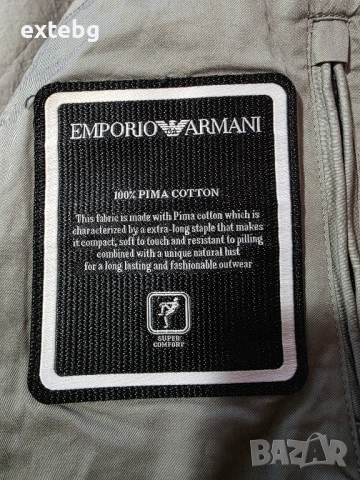 extebg
EMPORIO ARMANI
100% PIMA COTTON
This fabric is made with Pima cotton which is
characterized by a extra-long staple that makes
it compact, soft to touch and resistant to pilling
combined with a unique natural lust
for a long lasting and fashionable outwear
SUPER
COMFORT
BAZAR